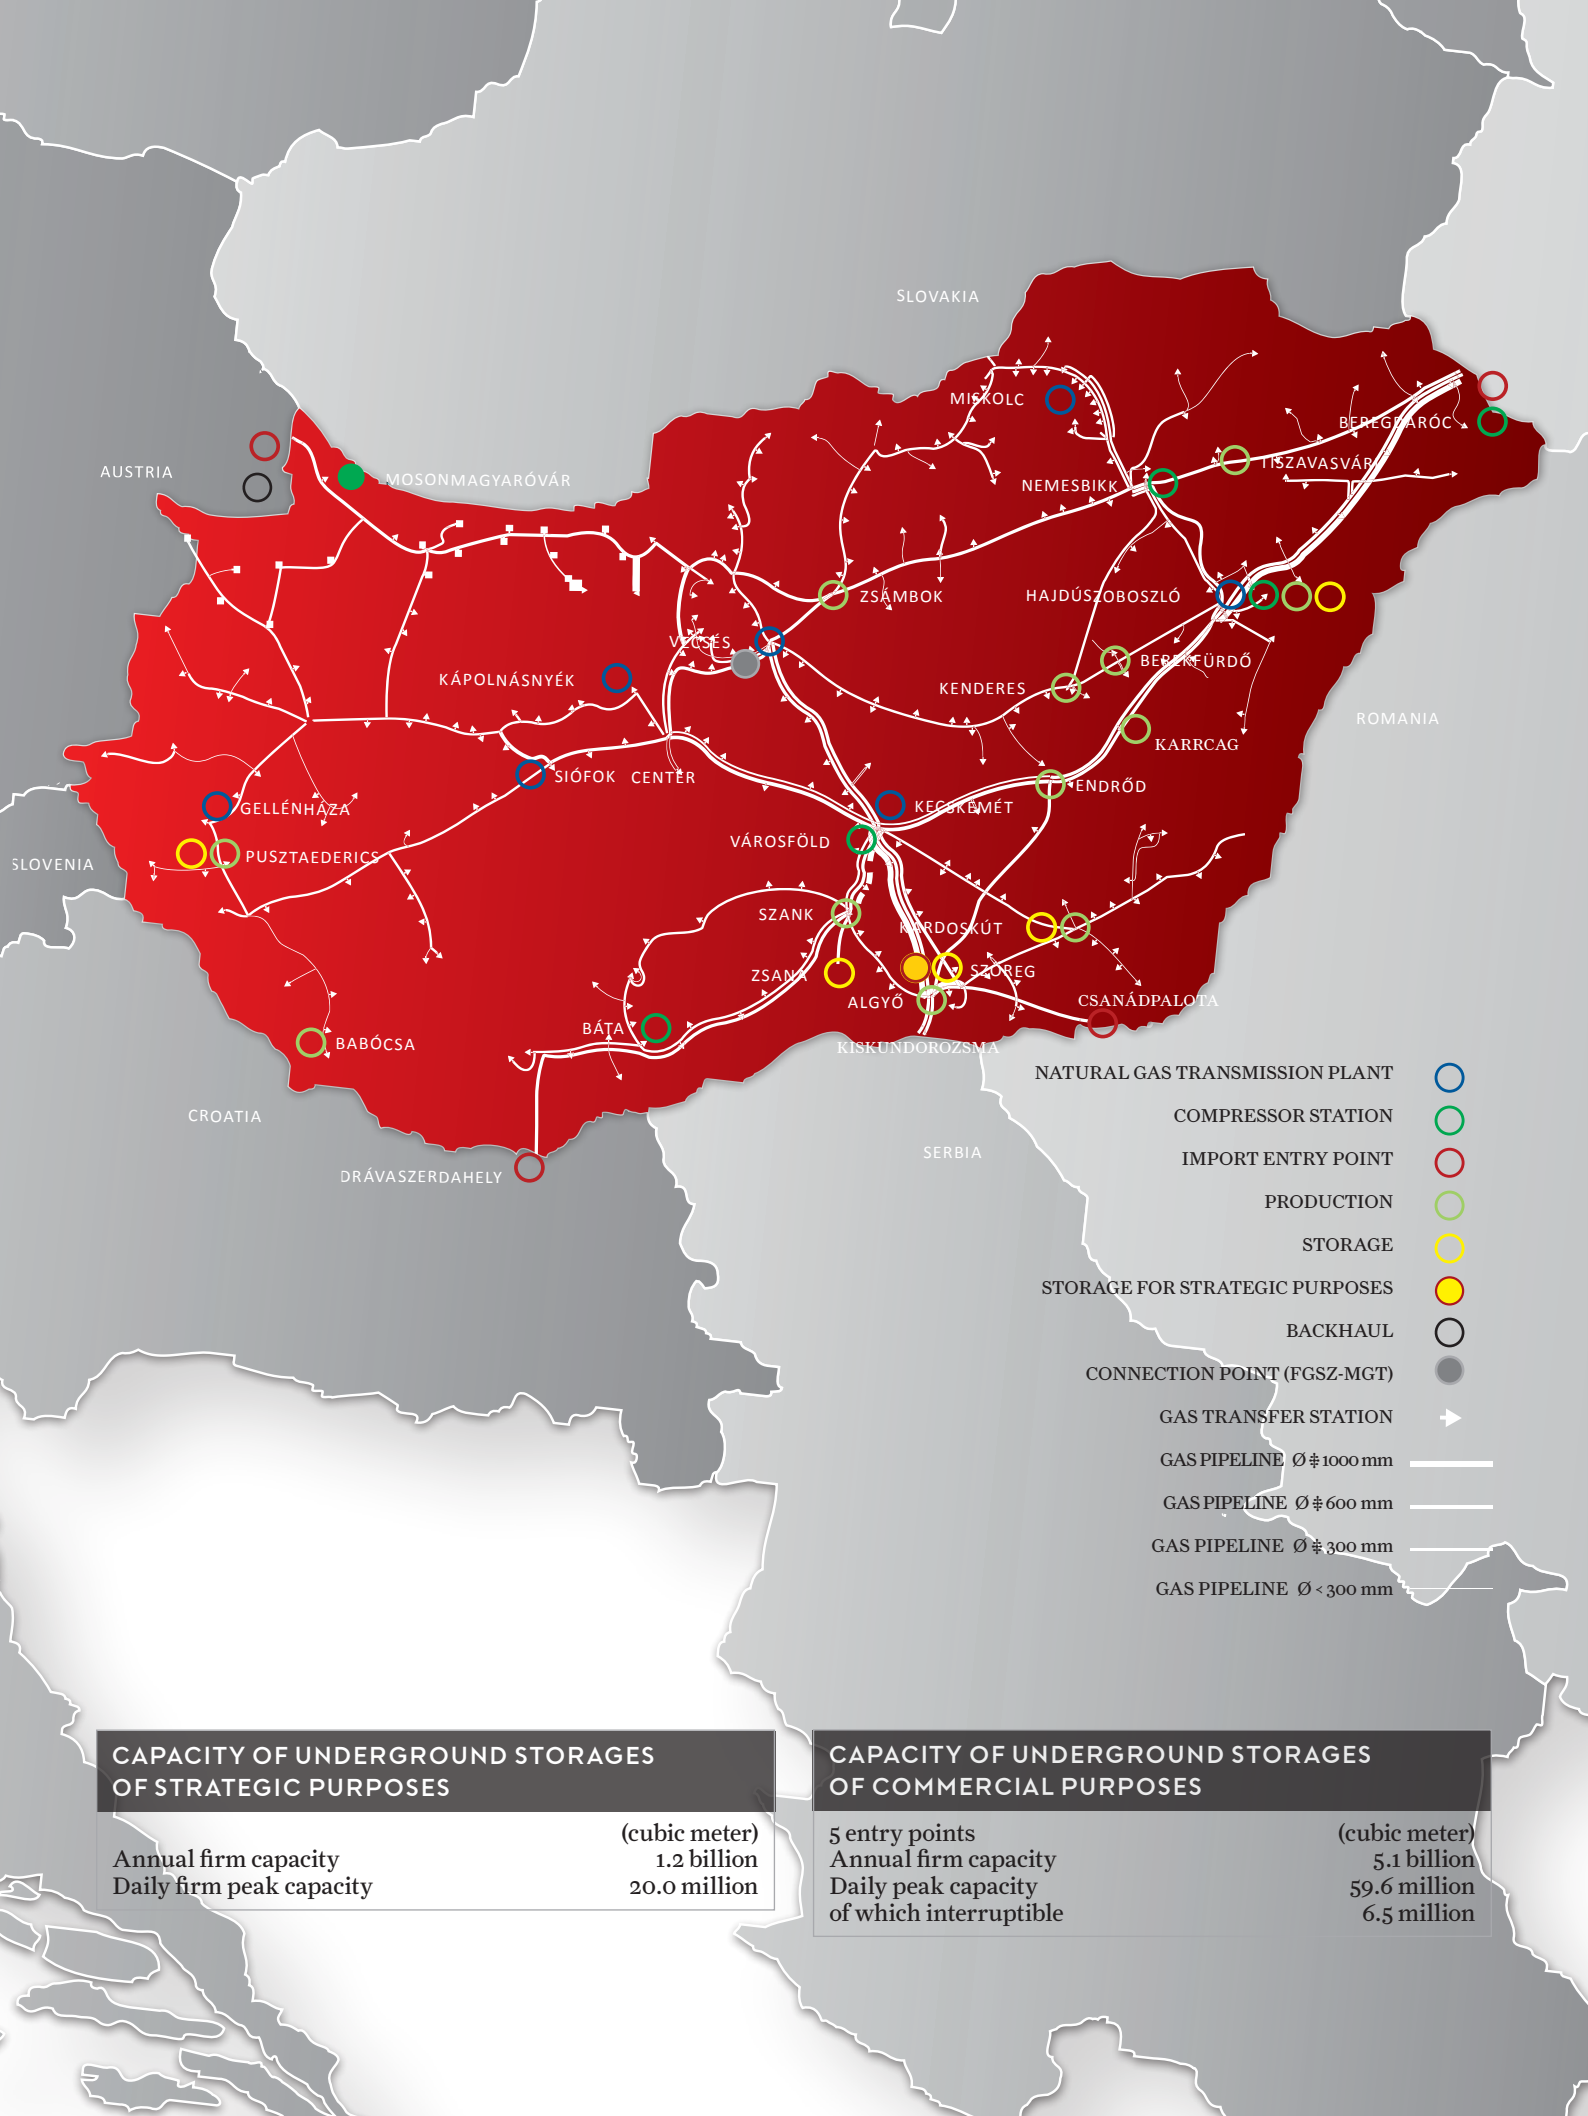 SLOVAKIA
MISKOLC
BEREGDARÓC
AUSTRIA
MOSONMAGYARÓVÁR
TISZAVASVÁRI
NEMESBIKK
ZSÁMBOK
HAJDÚSZOBOSZLÓ
VECSÉS
KÁPOLNÁSNYÉK
BEREKFÜRDŐ
KENDERES
ROMANIA
KARRCAG
SIÓFOK
CENTER
ENDRŐD
GELLÉNHÁZA
KECSKEMÉT
VÁROSFÖLD
SLOVENIA
PUSZTAEDERICS
SZANK
KARDOSKÚT
ZSANA
SZŐREG
ALGYŐ
CSANÁDPALOTA
BÁTA
BABÓCSA
KISKUNDOROZSMA
CROATIA
SERBIA
DRÁVASZERDAHELY
NATURAL GAS TRANSMISSION PLANT
COMPRESSOR STATION
IMPORT ENTRY POINT
PRODUCTION
STORAGE
STORAGE FOR STRATEGIC PURPOSES
BACKHAUL
CONNECTION POINT (FGSZ-MGT)
GAS TRANSFER STATION
GAS PIPELINE Ø ⩨ 1000 mm
GAS PIPELINE Ø ⩨ 600 mm
GAS PIPELINE Ø ⩨ 300 mm
GAS PIPELINE Ø < 300 mm
CAPACITY OF UNDERGROUND STORAGES
OF STRATEGIC PURPOSES
(cubic meter)
Annual firm capacity 1.2 billion
Daily firm peak capacity 20.0 million
CAPACITY OF UNDERGROUND STORAGES
OF COMMERCIAL PURPOSES
5 entry points (cubic meter)
Annual firm capacity 5.1 billion
Daily peak capacity 59.6 million
of which interruptible 6.5 million